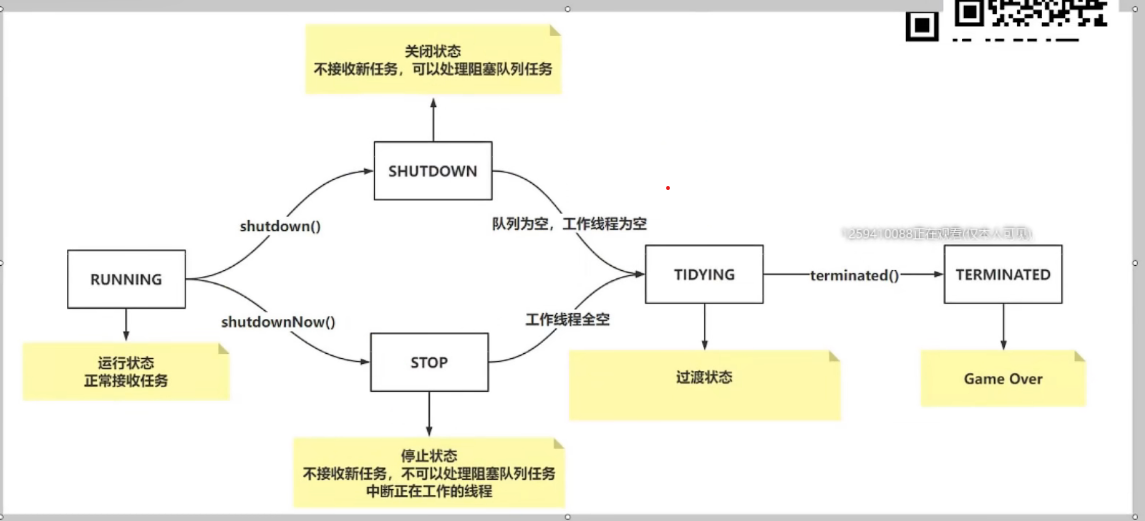 关闭状态
不接收新任务，可以处理阻塞队列任务
SHUTDOWN
shutdown()
队列为空，工作线程为空
RUNNING
TIDYING
terminated()
TERMINATED
shutdownNow()
工作线程全空
运行状态
正常接收任务
STOP
过渡状态
Game Over
停止状态
不接收新任务，不可以处理阻塞队列任务
中断正在工作的线程